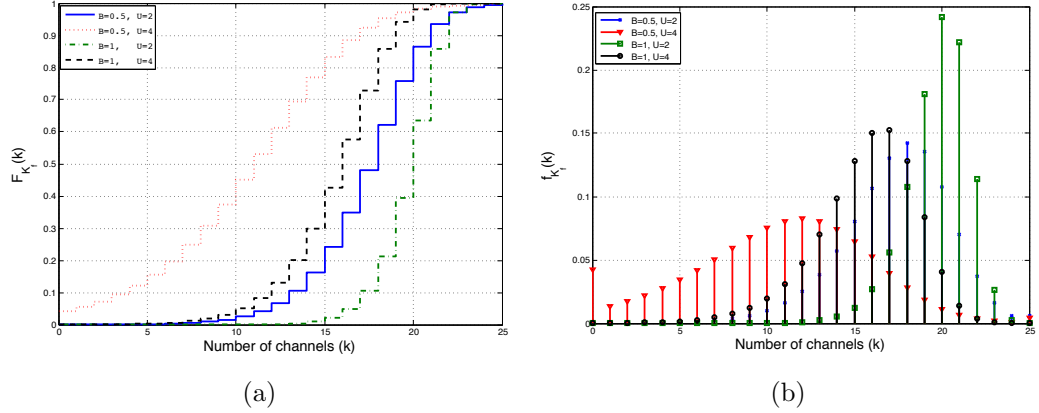 B=0.5, U=2
B=0.5, U=4
B=1, U=2
B=1, U=4
1
0.9
0.8
0.7
0.6
0.5
0.4
0.3
0.2
0.1
0
F_{K_f}(k)
0 5 10 15 20 25
Number of channels (k)
(a)
B=0.5, U=2
B=0.5, U=4
B=1, U=2
B=1, U=4
0.25
0.2
0.15
0.1
0.05
0
f_{K_f}(k)
0 5 10 15 20 25
Number of channels (k)
(b)